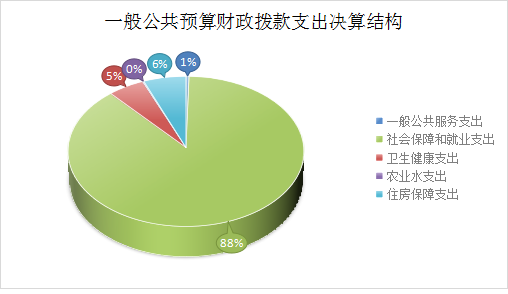 一般公共预算财政拨款支出决算结构
5%
0%
6%
1%
88%
一般公共服务支出
社会保障和就业支出
卫生健康支出
农业水支出
住房保障支出